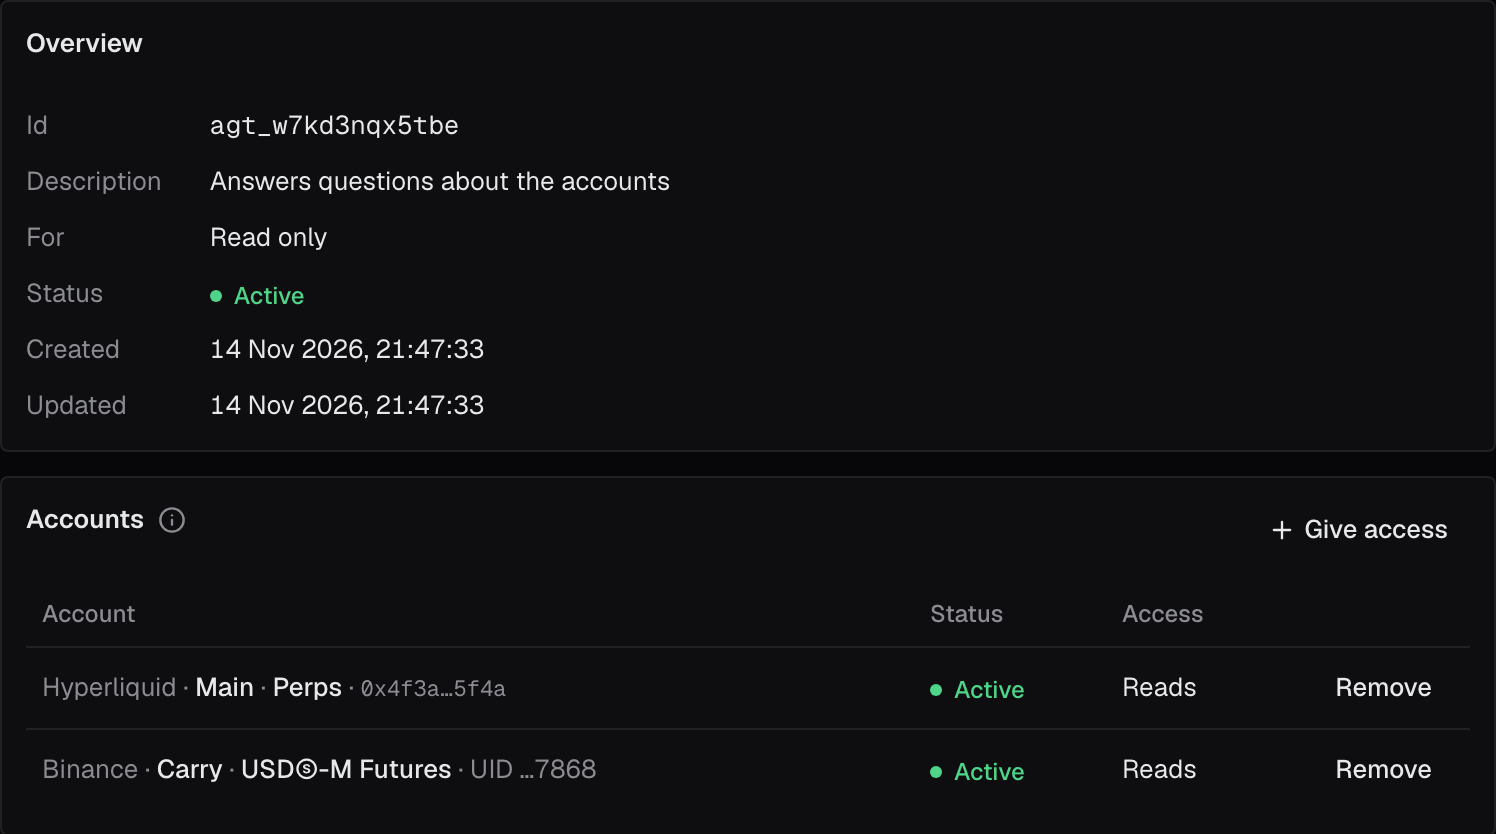 Overview
Id agt_w7kd3nqx5tbe
Description Answers questions about the accounts
For Read only
Status Active
Created 14 Nov 2026, 21:47:33
Updated 14 Nov 2026, 21:47:33
Accounts
+ Give access
Account Status Access
Hyperliquid · Main · Perps · 0x4f3a…5f4a Active Reads Remove
Binance · Carry · USDⓈ-M Futures · UID …7868 Active Reads Remove